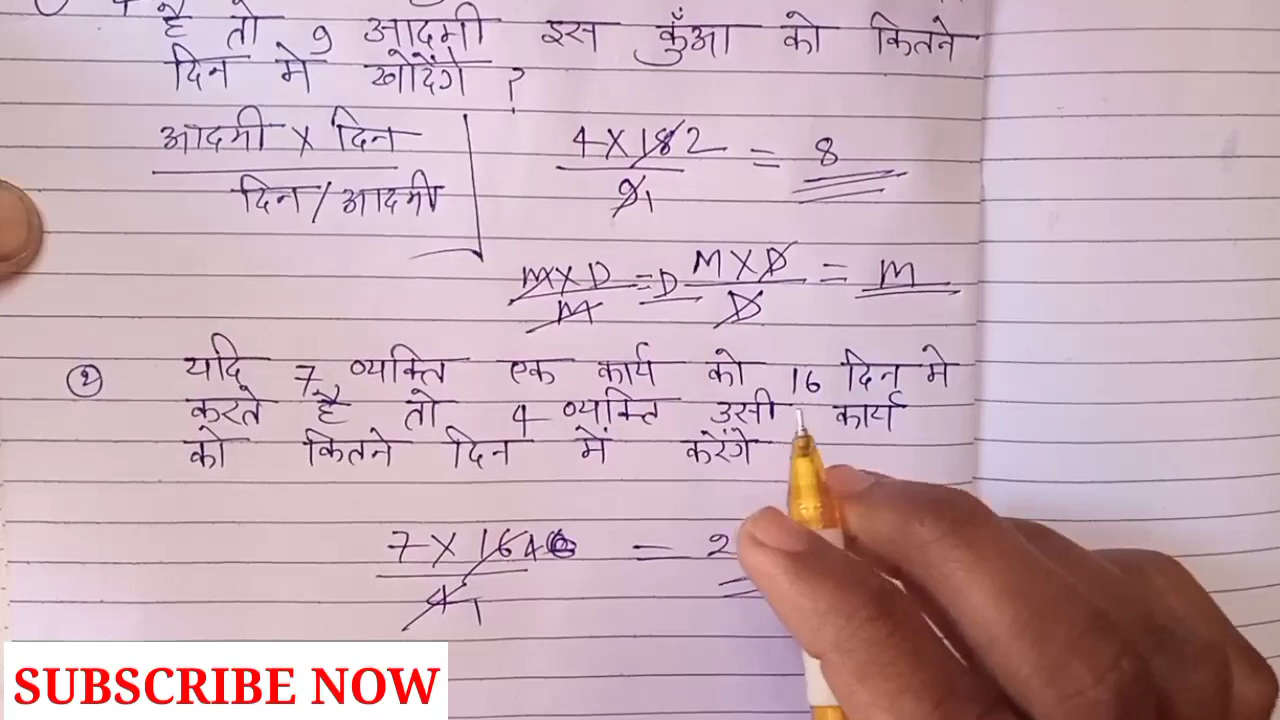 है तो 9 आदमी इस कुँआ को कितने
दिन मे खोदेंगे ?
आदमी X दिन
दिन / आदमी
4 X 18 2 = 8
9 1
M X D = D M X D = M
M D
२ यदि 7 व्यक्ति एक कार्य को 16 दिन मे
करते है तो 4 व्यक्ति उसी कार्य
को कितने दिन में करेंगे
7 X 16 4 = 2
4 1
SUBSCRIBE NOW